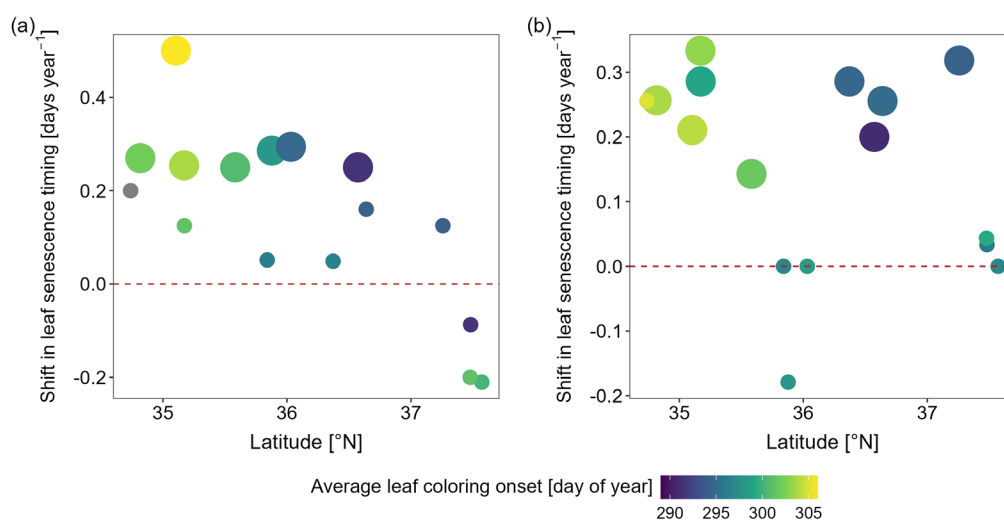 (a)
Shift in leaf senescence timing [days year⁻¹]
0.4
0.2
0.0
-0.2
35 36 37
Latitude [°N]
(b)
Shift in leaf senescence timing [days year⁻¹]
0.3
0.2
0.1
0.0
-0.1
-0.2
35 36 37
Latitude [°N]
Average leaf coloring onset [day of year]
290 295 300 305